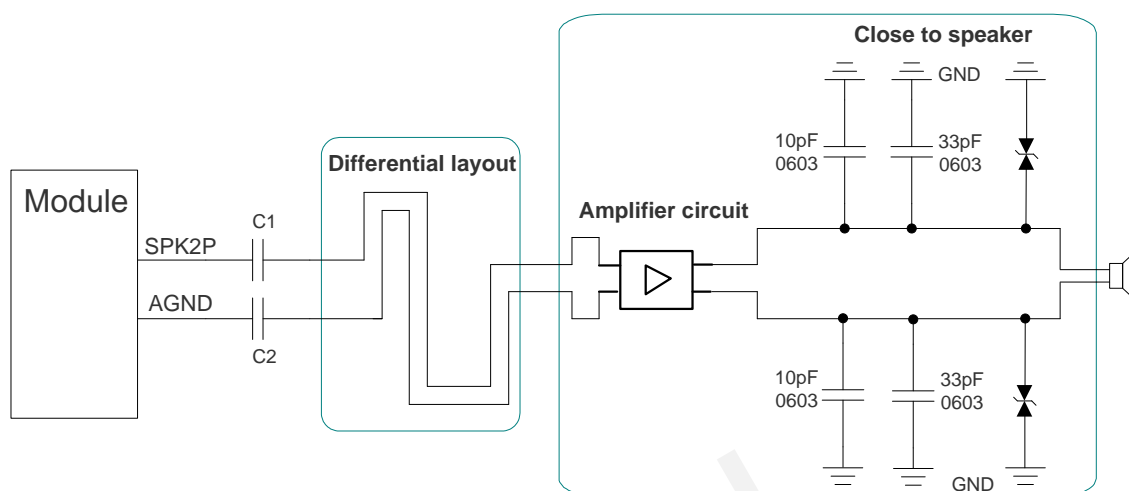 Close to speaker
GND
10pF
0603
33pF
0603
Differential layout
Module
Amplifier circuit
C1
SPK2P
AGND
C2
10pF
0603
33pF
0603
GND